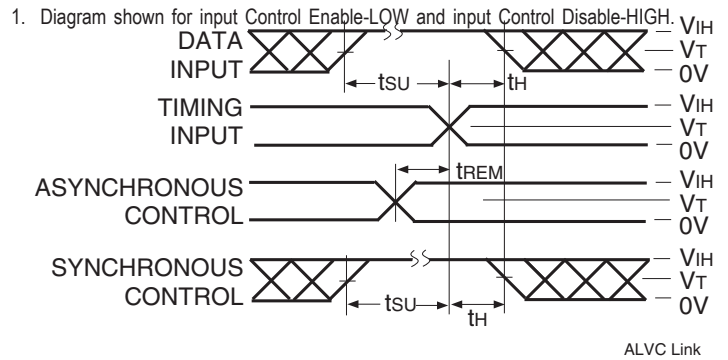 1. Diagram shown for input Control Enable-LOW and input Control Disable-HIGH.
DATA
INPUT
tSU
tH
VIH
VT
0V
TIMING
INPUT
VIH
VT
0V
tREM
ASYNCHRONOUS
CONTROL
VIH
VT
0V
SYNCHRONOUS
CONTROL
tSU
tH
VIH
VT
0V
ALVC Link